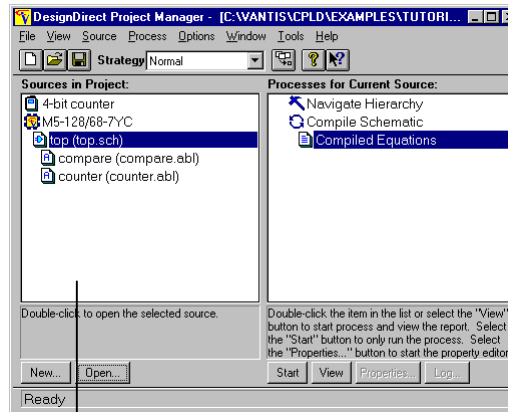 DesignDirect Project Manager - [C:\VANTIS\CPLD\EXAMPLES\TUTORI...
File View Source Process Options Window Tools Help
Strategy Normal
Sources in Project:
4-bit counter
M5-128/68-7YC
top (top.sch)
compare (compare.abl)
counter (counter.abl)
Double-click to open the selected source.
New... Open...
Processes for Current Source:
Navigate Hierarchy
Compile Schematic
Compiled Equations
Double-click the item in the list or select the "View"
button to start process and view the report. Select
the "Start" button to only run the process. Select
the "Properties..." button to start the property editor
Start View Properties... Log...
Ready